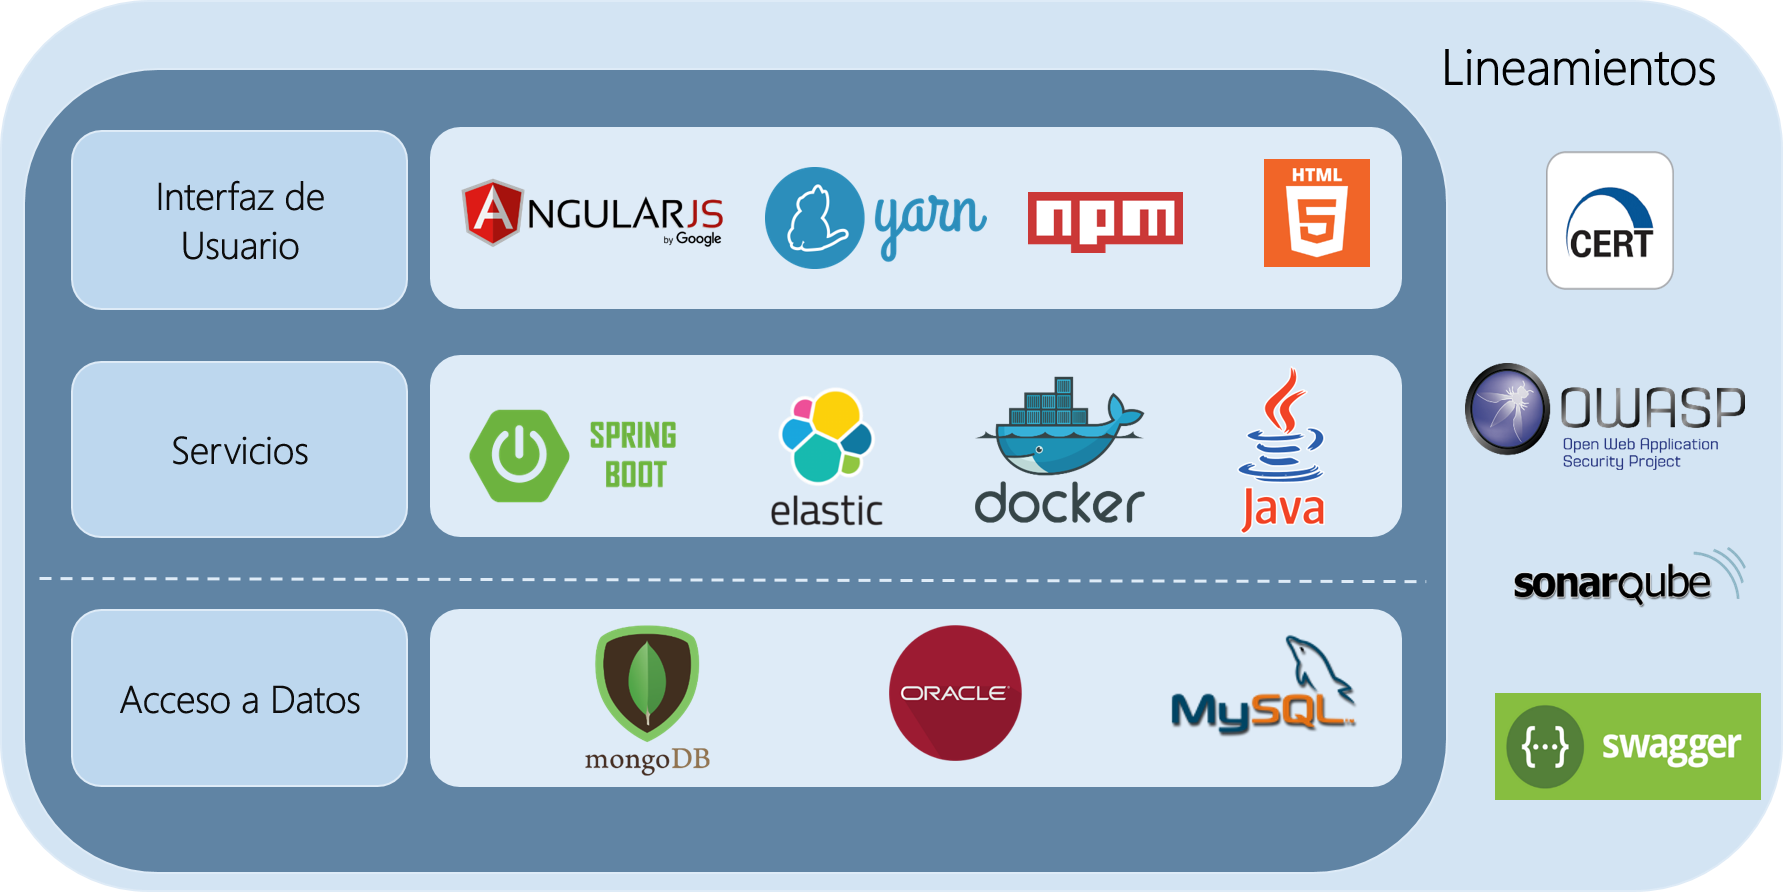 Lineamientos
Interfaz de
Usuario
ANGULARJS
by Google
yarn
npm
HTML
5
CERT
Servicios
SPRING
BOOT
elastic
docker
Java
OWASP
Open Web Application
Security Project
sonarqube
Acceso a Datos
mongoDB
ORACLE
MySQL
{···} swagger